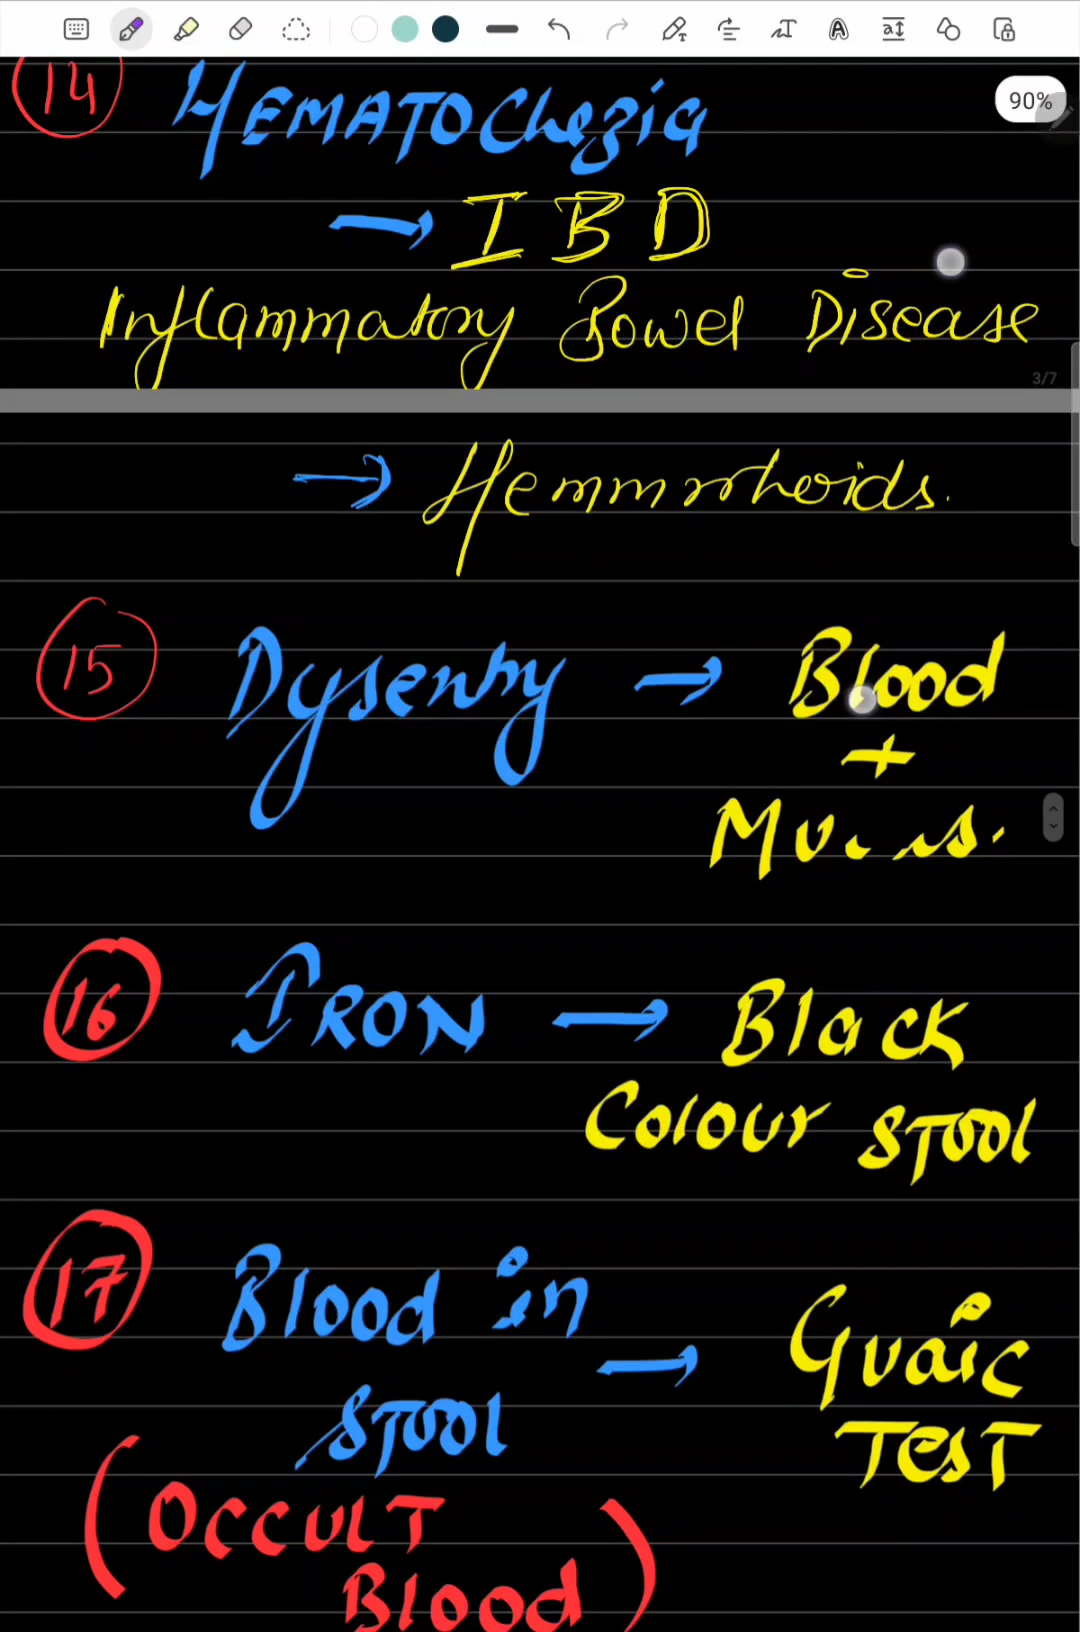 14 HEMATOChezia
90%
→ IBD
Inflammatory Bowel Disease
3/7
→ Hemmrrhoids.
15 Dysentry → Blood
+
Mucus.
16 IRON → Black
Colour STOOL
17 Blood in → Guaic
STOOL TEST
(OCCULT
Blood)